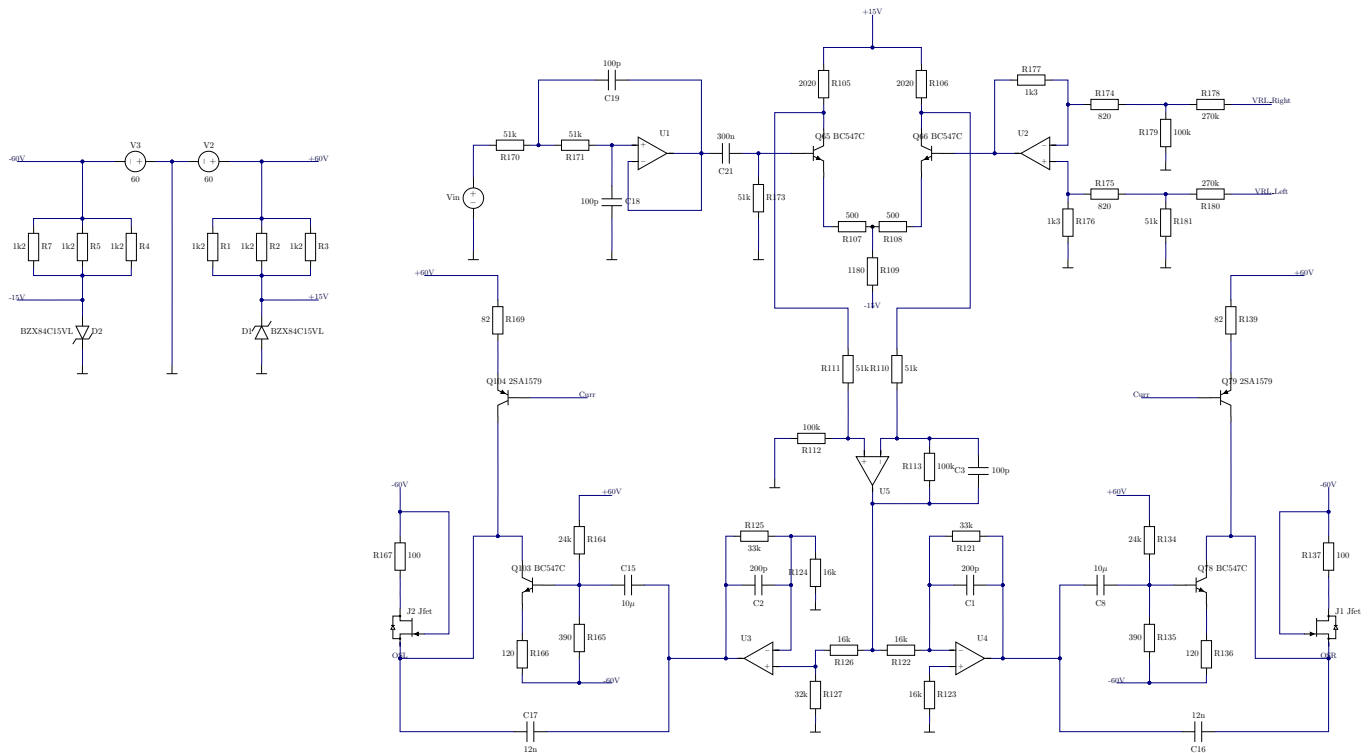 +15V
100p
C19
2020
R105
2020
R106
R177
1k3
R174
820
R178
270k
VRL-Right
R179
100k
51k
R170
51k
R171
U1
300n
C21
Q65 BC547C
Q66 BC547C
U2
-60V
V3
60
V2
60
+60V
Vin
100p
C18
51k
R173
500
R107
500
R108
R175
820
270k
R180
VRL-Left
1k3
R176
51k
R181
1k2
R7
1k2
R5
1k2
R4
1k2
R1
1k2
R2
1k2
R3
1180
R109
+60V
+60V
-15V
+15V
-15V
BZX84C15VL
D2
D1
BZX84C15VL
82
R169
82
R139
R111
51k
R110
51k
Q104 2SA1579
Curr
Curr
Q79 2SA1579
100k
R112
R113
100k
C3
100p
U5
-60V
+60V
+60V
-60V
R167
100
24k
R164
R125
33k
33k
R121
24k
R134
R137
100
Q103 BC547C
C15
10µ
200p
C2
R124
16k
200p
C1
10µ
C8
Q78 BC547C
J2 Jfet
J1 Jfet
OSL
120
R166
390
R165
U3
16k
R126
16k
R122
U4
390
R135
120
R136
OSR
-60V
32k
R127
16k
R123
-60V
C17
12n
12n
C16